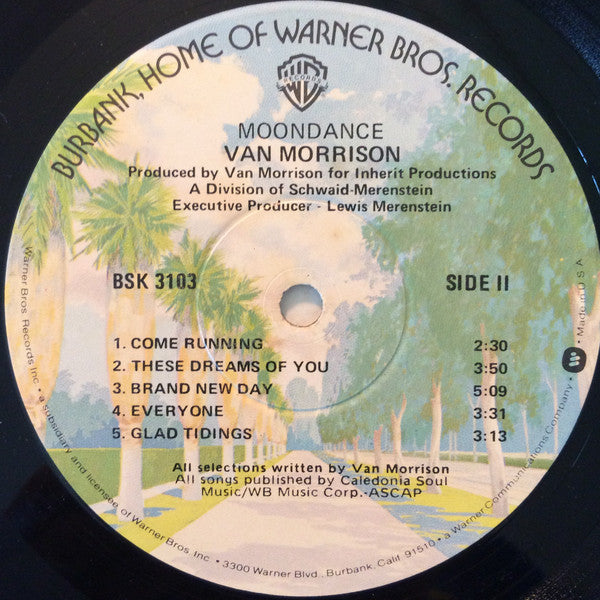 BURBANK, HOME OF WARNER BROS. RECORDS
WB
RECORDS
MOONDANCE
VAN MORRISON
Produced by Van Morrison for Inherit Productions
A Division of Schwaid-Merenstein
Executive Producer - Lewis Merenstein
BSK 3103 SIDE II
1. COME RUNNING 2:30
2. THESE DREAMS OF YOU 3:50
3. BRAND NEW DAY 5:09
4. EVERYONE 3:31
5. GLAD TIDINGS 3:13
All selections written by Van Morrison
All songs published by Caledonia Soul
Music/WB Music Corp.-ASCAP
Warner Bros. Records Inc. • a subsidiary and licensee of Warner Bros. Inc. • 3300 Warner Blvd., Burbank, Calif. 91510 • a Warner Communications Company • Made in U.S.A.